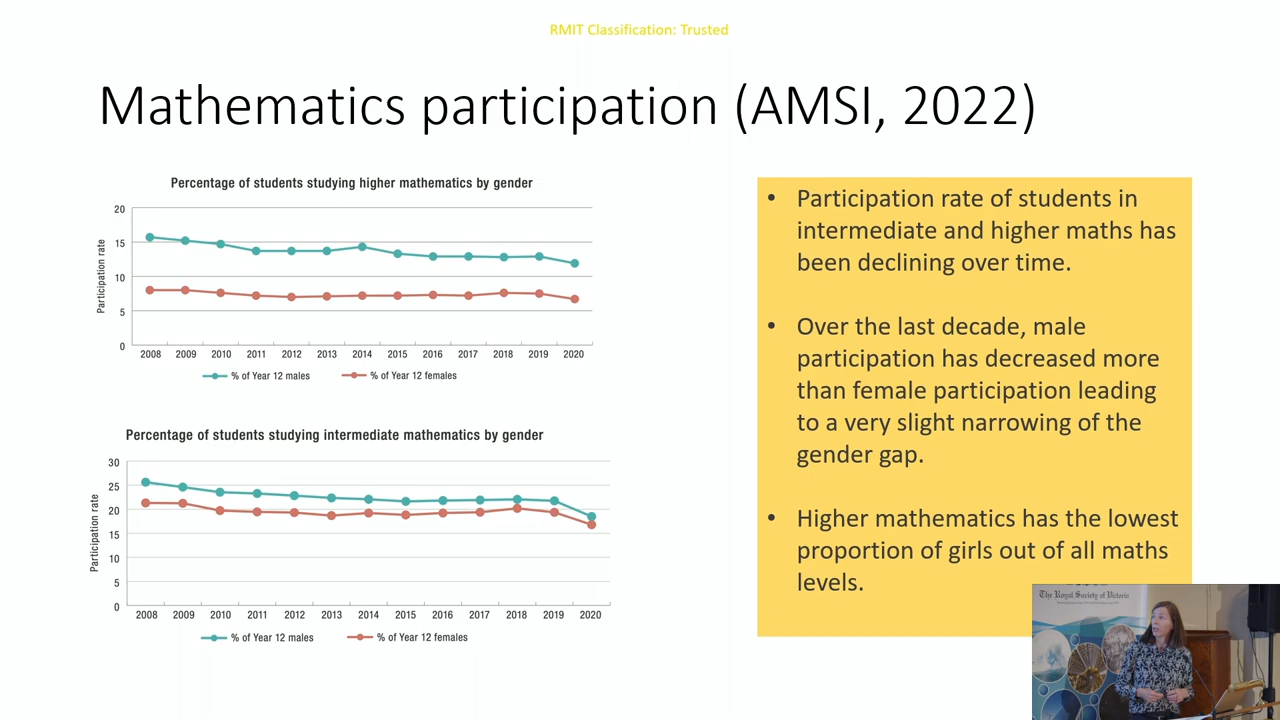 RMIT Classification: Trusted
Mathematics participation (AMSI, 2022)
Percentage of students studying higher mathematics by gender
Participation rate
20
15
10
5
0
2008 2009 2010 2011 2012 2013 2014 2015 2016 2017 2018 2019 2020
% of Year 12 males % of Year 12 females
Percentage of students studying intermediate mathematics by gender
Participation rate
30
25
20
15
10
5
0
2008 2009 2010 2011 2012 2013 2014 2015 2016 2017 2018 2019 2020
% of Year 12 males % of Year 12 females
• Participation rate of students in
intermediate and higher maths has
been declining over time.
• Over the last decade, male
participation has decreased more
than female participation leading
to a very slight narrowing of the
gender gap.
• Higher mathematics has the lowest
proportion of girls out of all maths
levels.
The Royal Society of Victoria